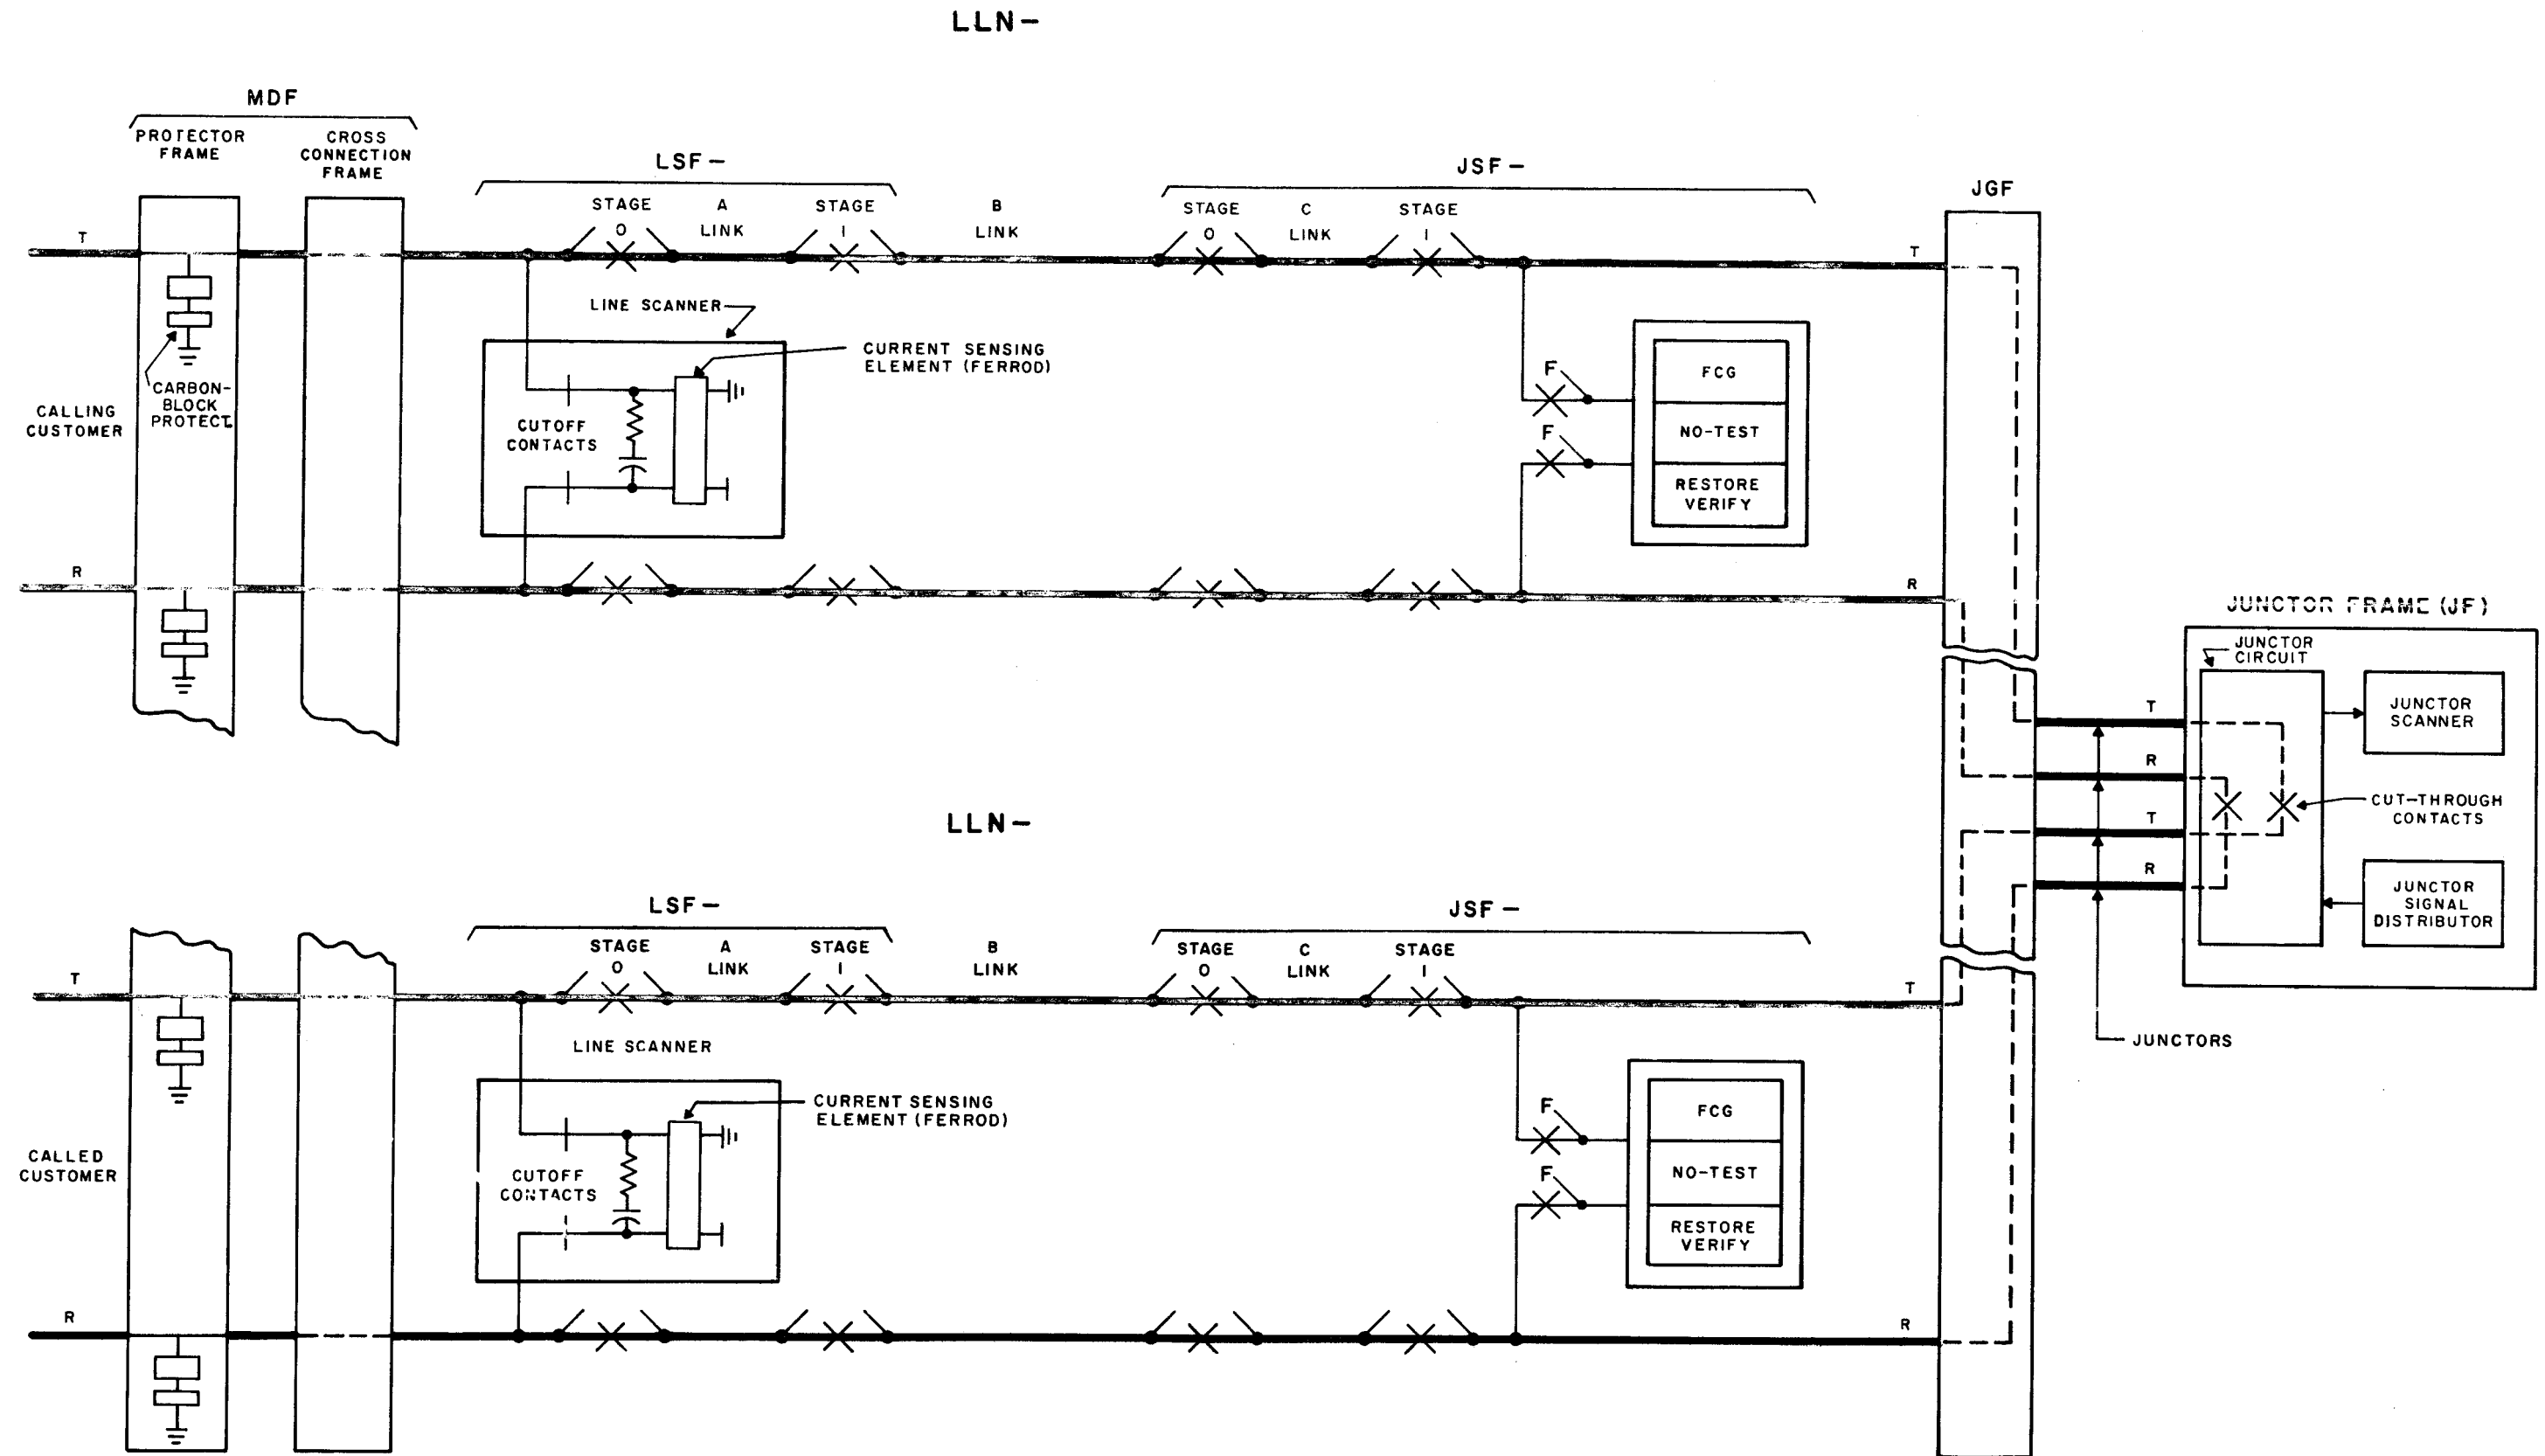 LLN-
MDF
PROTECTOR
FRAME
CROSS
CONNECTION
FRAME
LSF-
JSF-
JGF
STAGE
0
A
LINK
STAGE
1
B
LINK
STAGE
0
C
LINK
STAGE
1
T
T
LINE SCANNER
CURRENT SENSING
ELEMENT (FERROD)
CARBON-
BLOCK
PROTECT.
CALLING
CUSTOMER
CUTOFF
CONTACTS
F
F
FCG
NO-TEST
RESTORE
VERIFY
R
R
JUNCTOR FRAME (JF)
JUNCTOR
CIRCUIT
JUNCTOR
SCANNER
T
R
T
R
CUT-THROUGH
CONTACTS
JUNCTOR
SIGNAL
DISTRIBUTOR
JUNCTORS
LLN-
LSF-
JSF-
STAGE
0
A
LINK
STAGE
1
B
LINK
STAGE
0
C
LINK
STAGE
1
T
T
LINE SCANNER
CURRENT SENSING
ELEMENT (FERROD)
CALLED
CUSTOMER
CUTOFF
CONTACTS
F
F
FCG
NO-TEST
RESTORE
VERIFY
R
R